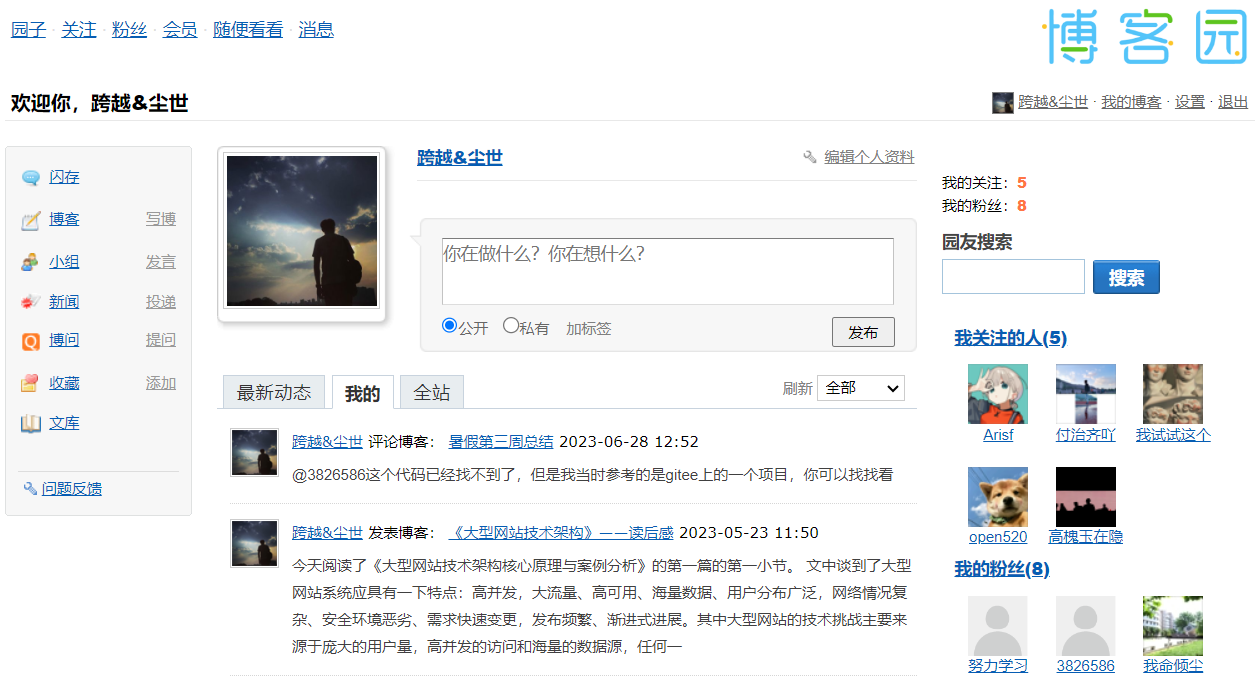 园子 · 关注 · 粉丝 · 会员 · 随便看看 · 消息
博客园
欢迎你，跨越&尘世
跨越&尘世 · 我的博客 · 设置 · 退出
闪存
博客 写博
小组 发言
新闻 投递
博问 提问
收藏 添加
文库
问题反馈
跨越&尘世
编辑个人资料
你在做什么？你在想什么？
公开 私有 加标签 发布
最新动态 我的 全站
刷新 全部
跨越&尘世 评论博客： 暑假第三周总结 2023-06-28 12:52
@3826586这个代码已经找不到了，但是我当时参考的是gitee上的一个项目，你可以找找看
跨越&尘世 发表博客： 《大型网站技术架构》——读后感 2023-05-23 11:50
今天阅读了《大型网站技术架构核心原理与案例分析》的第一篇的第一小节。 文中谈到了大型
网站系统应具有一下特点：高并发，大流量、高可用、海量数据、用户分布广泛，网络情况复
杂、安全环境恶劣、需求快速变更，发布频繁、渐进式进展。其中大型网站的技术挑战主要来
源于庞大的用户量，高并发的访问和海量的数据源，任何一
我的关注：5
我的粉丝：8
园友搜索
搜索
我关注的人(5)
Arisf 付治齐吖 我试试这个
open520 高槐玉在隐
我的粉丝(8)
努力学习 3826586 我命倾尘